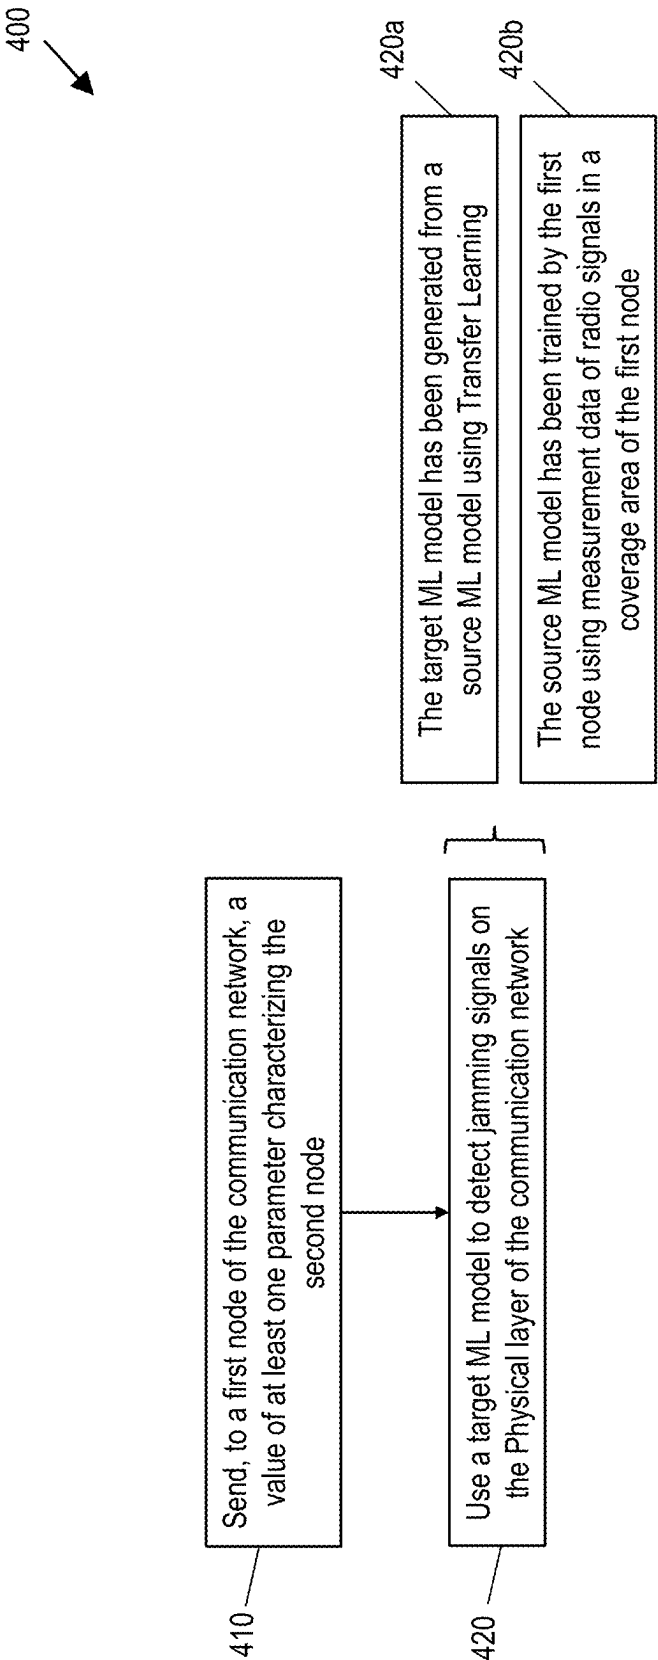 400
410
Send, to a first node of the communication network, a
value of at least one parameter characterizing the
second node
420
Use a target ML model to detect jamming signals on
the Physical layer of the communication network
420a
The target ML model has been generated from a
source ML model using Transfer Learning
420b
The source ML model has been trained by the first
node using measurement data of radio signals in a
coverage area of the first node